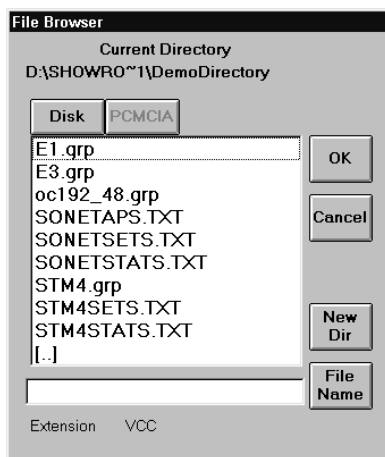 File Browser
Current Directory
D:\SHOWRO~1\DemoDirectory
Disk PCMCIA
E1.grp
E3.grp
oc192_48.grp
SONETAPS.TXT
SONETSETS.TXT
SONETSTATS.TXT
STM4.grp
STM4SETS.TXT
STM4STATS.TXT
[..]
OK
Cancel
New
Dir
File
Name
Extension VCC